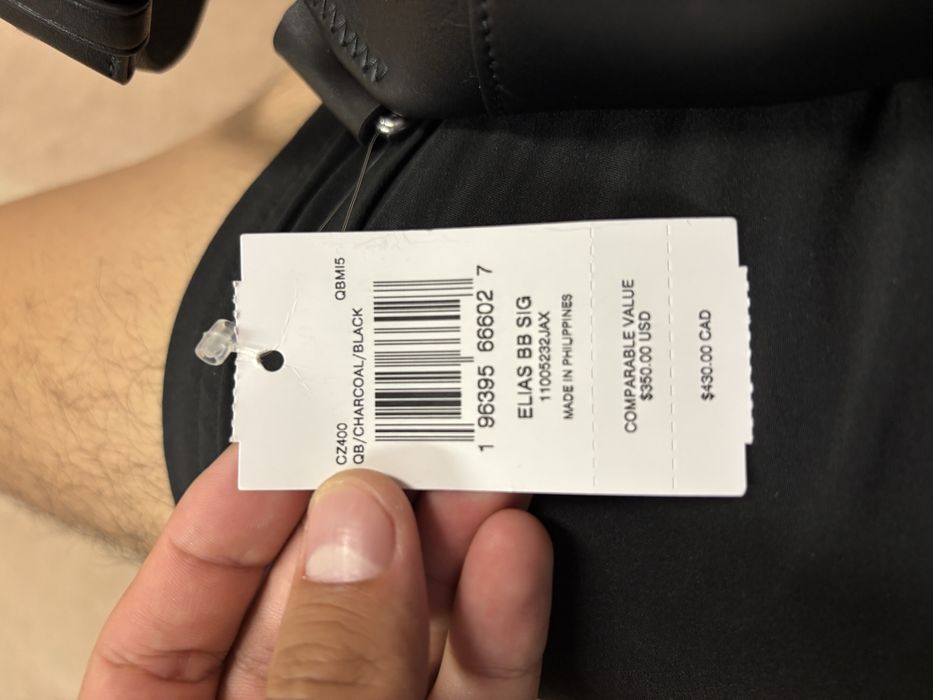 CZ400 QBMI5
QB/CHARCOAL/BLACK
1 96395 66602 7
ELIAS BB SIG
11005232JAX
MADE IN PHILIPPINES
COMPARABLE VALUE
$350.00 USD
$430.00 CAD